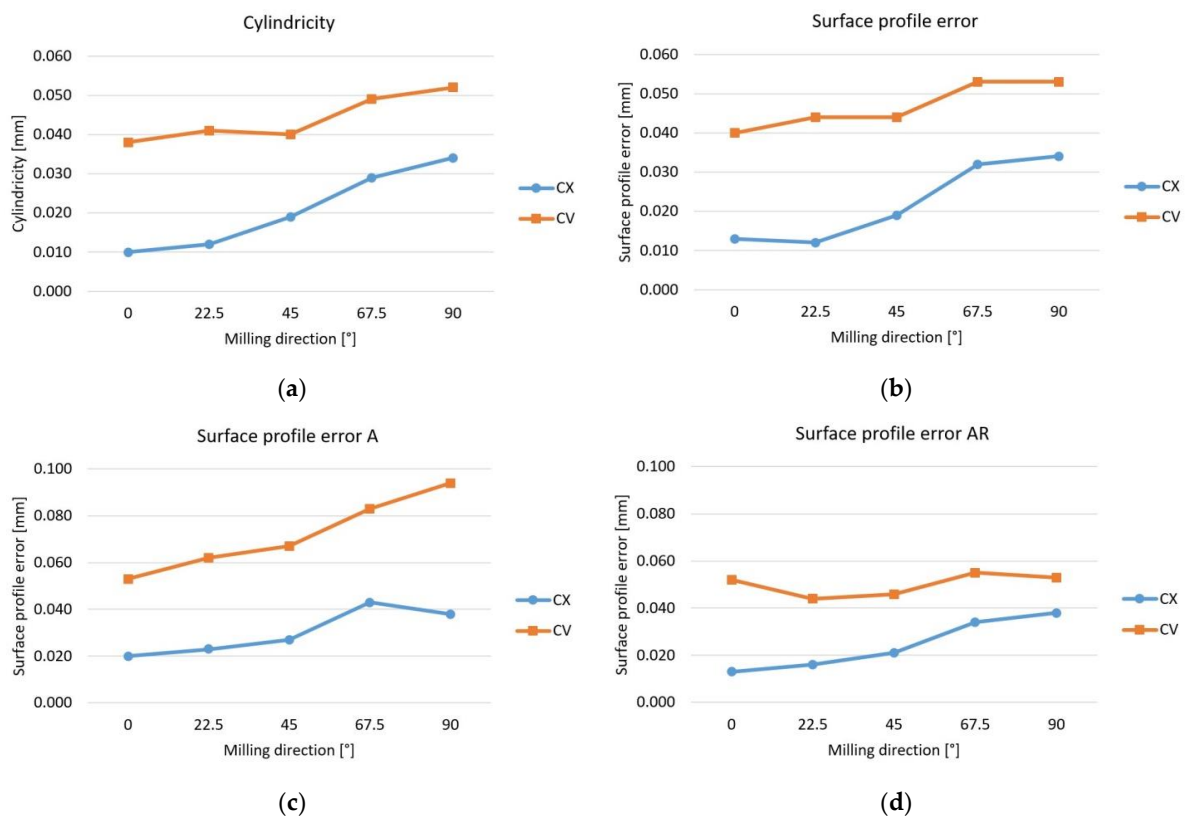 Cylindricity
Cylindricity [mm]
0.060
0.050
0.040
0.030
0.020
0.010
0.000
0 22.5 45 67.5 90
Milling direction [°]
CX
CV
(a)
Surface profile error
Surface profile error [mm]
0.060
0.050
0.040
0.030
0.020
0.010
0.000
0 22.5 45 67.5 90
Milling direction [°]
CX
CV
(b)
Surface profile error A
Surface profile error [mm]
0.100
0.080
0.060
0.040
0.020
0.000
0 22.5 45 67.5 90
Milling direction [°]
CX
CV
(c)
Surface profile error AR
Surface profile error [mm]
0.100
0.080
0.060
0.040
0.020
0.000
0 22.5 45 67.5 90
Milling direction [°]
CX
CV
(d)